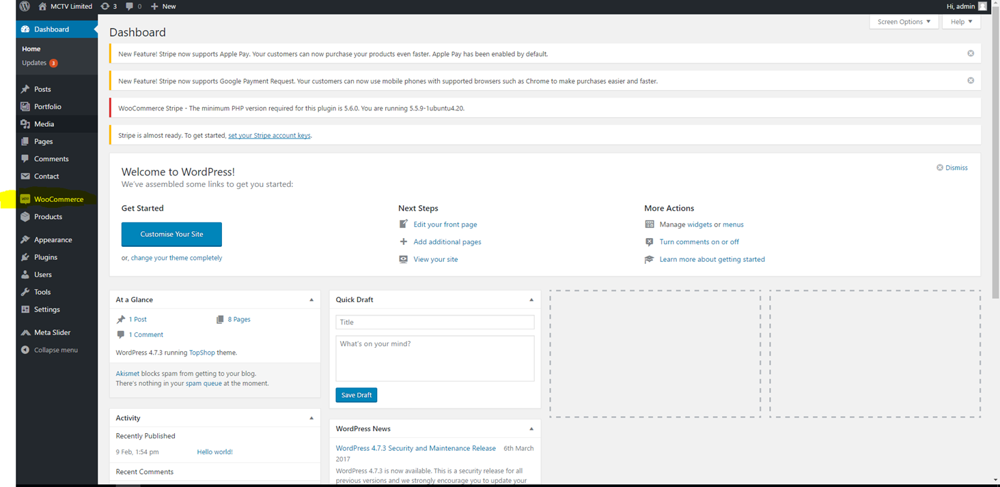 MCTV Limited 3 0 New Hi, admin
Screen Options Help
Dashboard
Home
Updates 3
Posts
Portfolio
Media
Pages
Comments
Contact
WooCommerce
Products
Appearance
Plugins
Users
Tools
Settings
Meta Slider
Collapse menu
Dashboard
New Feature! Stripe now supports Apple Pay. Your customers can now purchase your products even faster. Apple Pay has been enabled by default.
New Feature! Stripe now supports Google Payment Request. Your customers can now use mobile phones with supported browsers such as Chrome to make purchases easier and faster.
WooCommerce Stripe - The minimum PHP version required for this plugin is 5.6.0. You are running 5.5.9-1ubuntu4.20.
Stripe is almost ready. To get started, set your Stripe account keys.
Welcome to WordPress!
Dismiss
We've assembled some links to get you started:
Get Started
Customise Your Site
or, change your theme completely
Next Steps
Edit your front page
Add additional pages
View your site
More Actions
Manage widgets or menus
Turn comments on or off
Learn more about getting started
At a Glance
1 Post 8 Pages
1 Comment
WordPress 4.7.3 running TopShop theme.
Akismet blocks spam from getting to your blog.
There's nothing in your spam queue at the moment.
Activity
Recently Published
9 Feb, 1:54 pm Hello world!
Recent Comments
Quick Draft
Title
What's on your mind?
Save Draft
WordPress News
WordPress 4.7.3 Security and Maintenance Release 6th March
2017
WordPress 4.7.3 is now available. This is a security release for all
previous versions and we strongly encourage you to update your